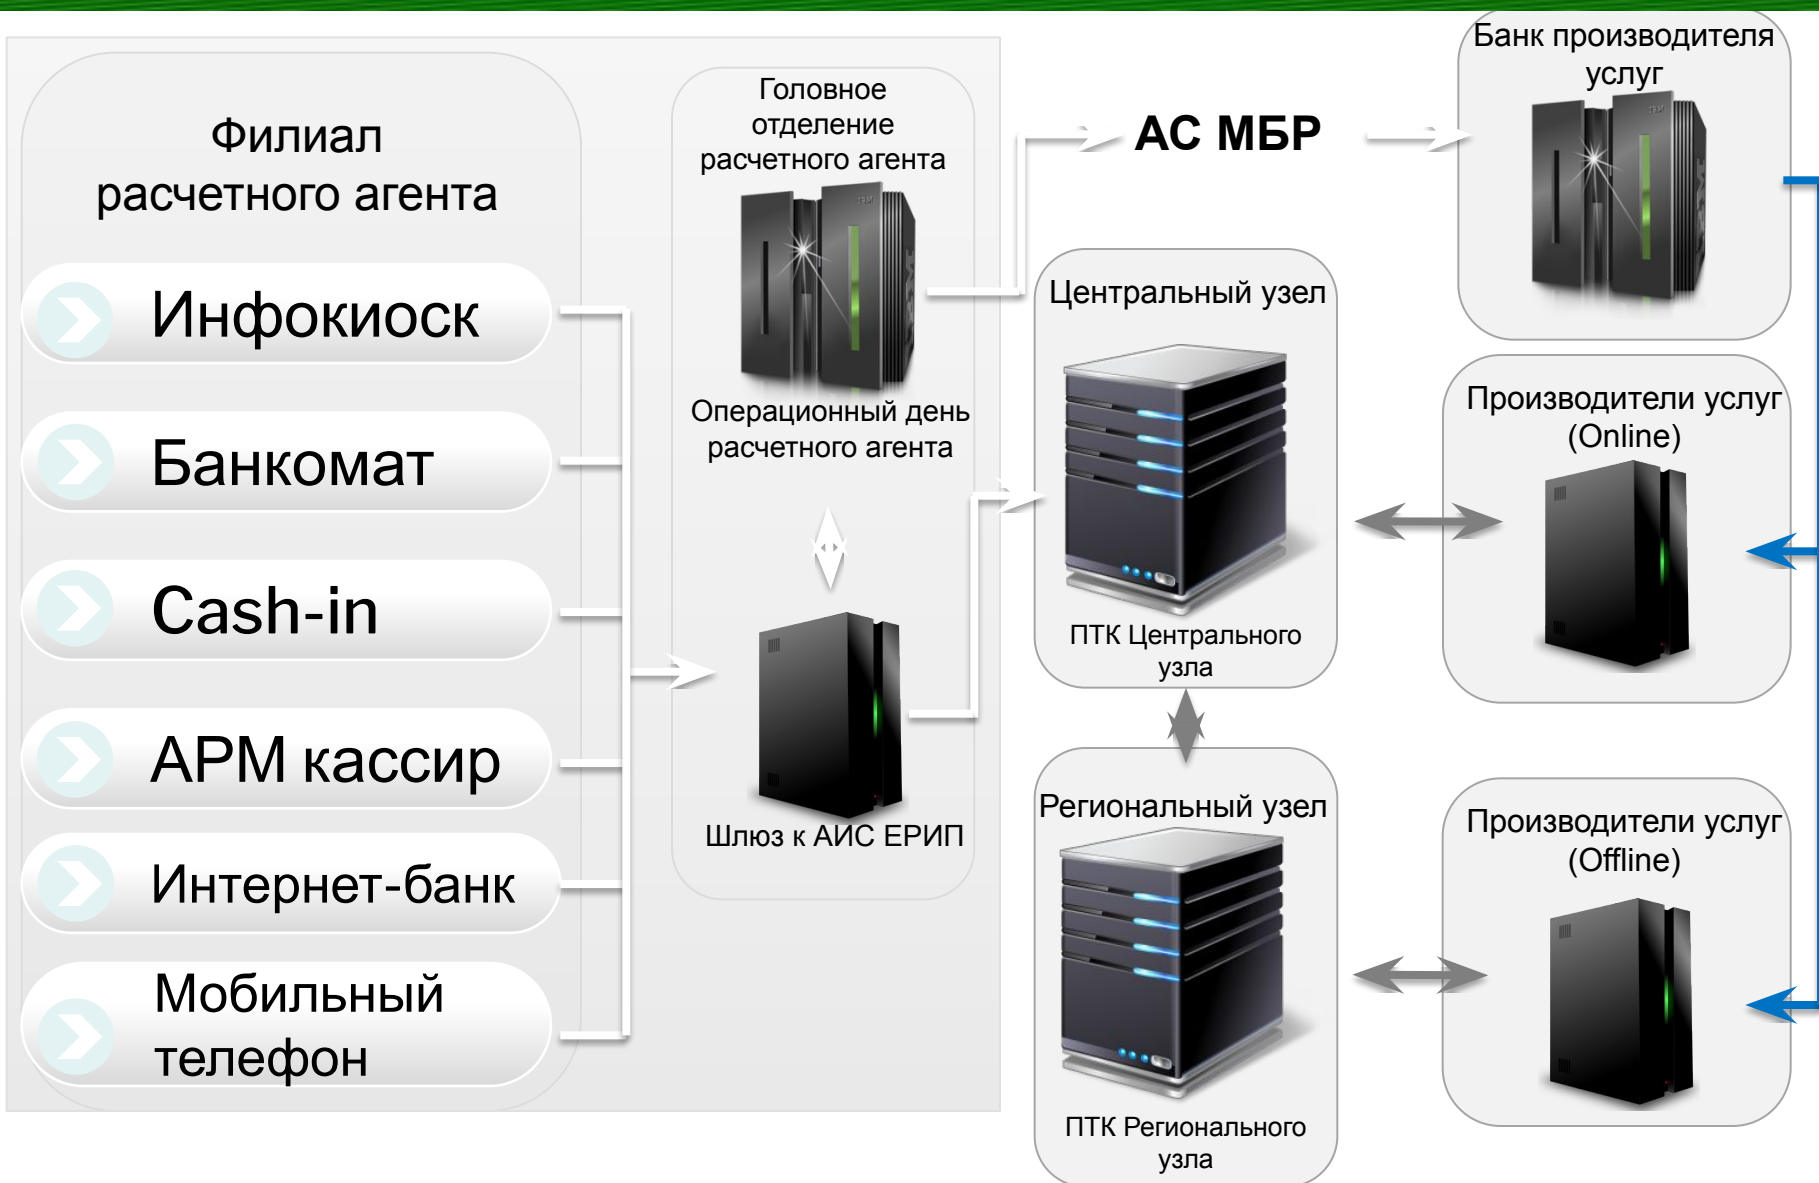 Филиал
расчетного агента
Инфокиоск
Банкомат
Cash-in
АРМ кассир
Интернет-банк
Мобильный
телефон
Головное
отделение
расчетного агента
Операционный день
расчетного агента
Шлюз к АИС ЕРИП
АС МБР
Центральный узел
ПТК Центрального
узла
Региональный узел
ПТК Регионального
узла
Банк производителя
услуг
Производители услуг
(Online)
Производители услуг
(Offline)